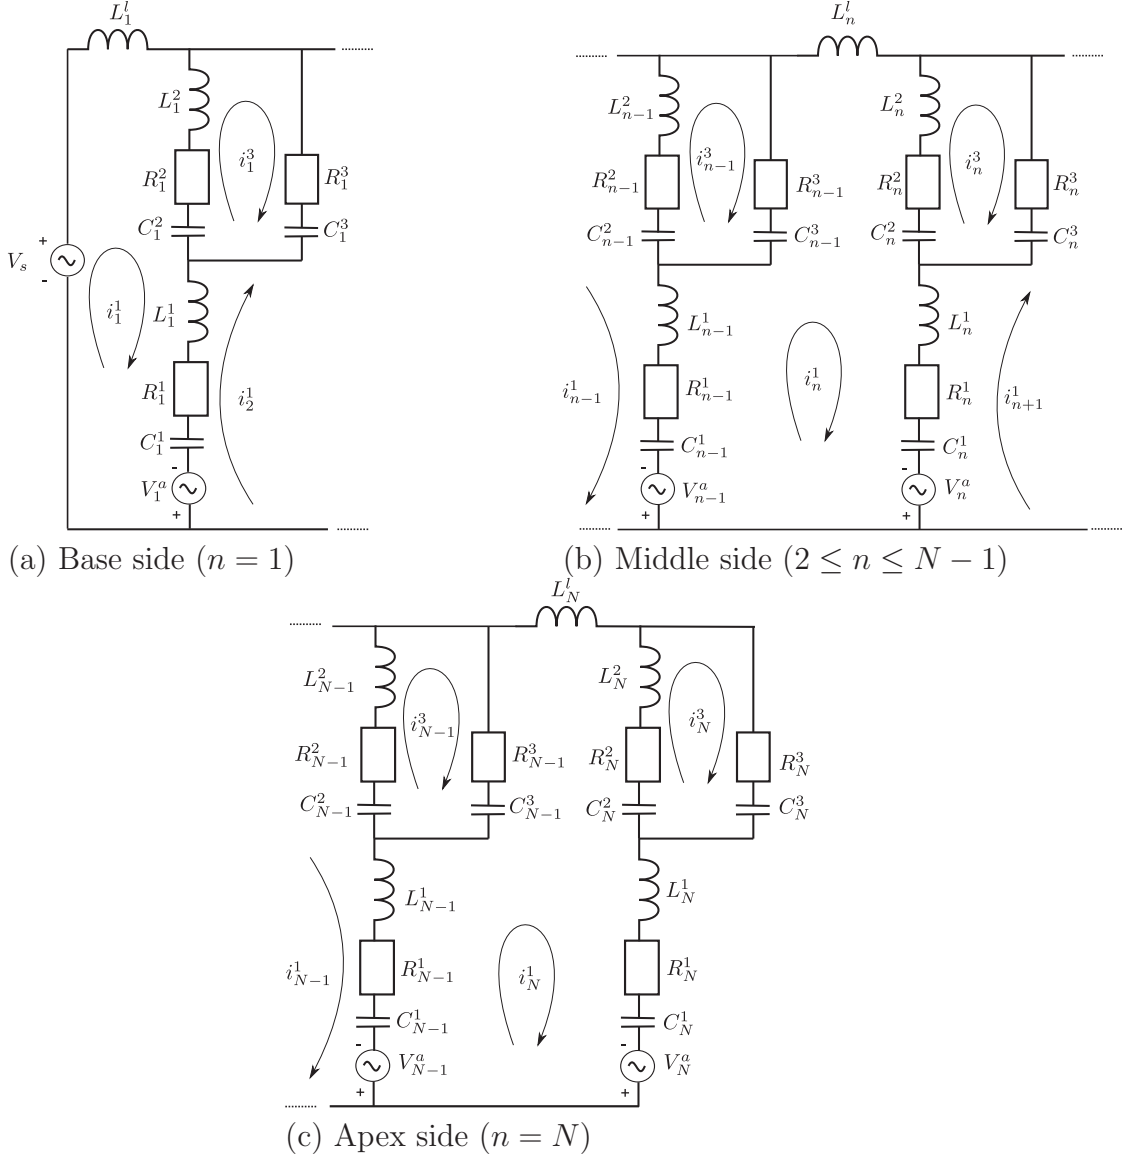 L_1^l
L_1^2
R_1^2
C_1^2
i_1^3
R_1^3
C_1^3
+
V_s
-
i_1^1
L_1^1
R_1^1
C_1^1
i_2^1
-
V_1^a
+
(a) Base side (n = 1)
L_n^l
L_{n-1}^2
R_{n-1}^2
C_{n-1}^2
i_{n-1}^3
R_{n-1}^3
C_{n-1}^3
L_n^2
R_n^2
C_n^2
i_n^3
R_n^3
C_n^3
i_{n-1}^1
L_{n-1}^1
R_{n-1}^1
C_{n-1}^1
-
V_{n-1}^a
+
i_n^1
L_n^1
R_n^1
C_n^1
-
V_n^a
+
i_{n+1}^1
(b) Middle side (2 ≤ n ≤ N − 1)
L_N^l
L_{N-1}^2
R_{N-1}^2
C_{N-1}^2
i_{N-1}^3
R_{N-1}^3
C_{N-1}^3
L_N^2
R_N^2
C_N^2
i_N^3
R_N^3
C_N^3
i_{N-1}^1
L_{N-1}^1
R_{N-1}^1
C_{N-1}^1
-
V_{N-1}^a
+
i_N^1
L_N^1
R_N^1
C_N^1
-
V_N^a
+
(c) Apex side (n = N)